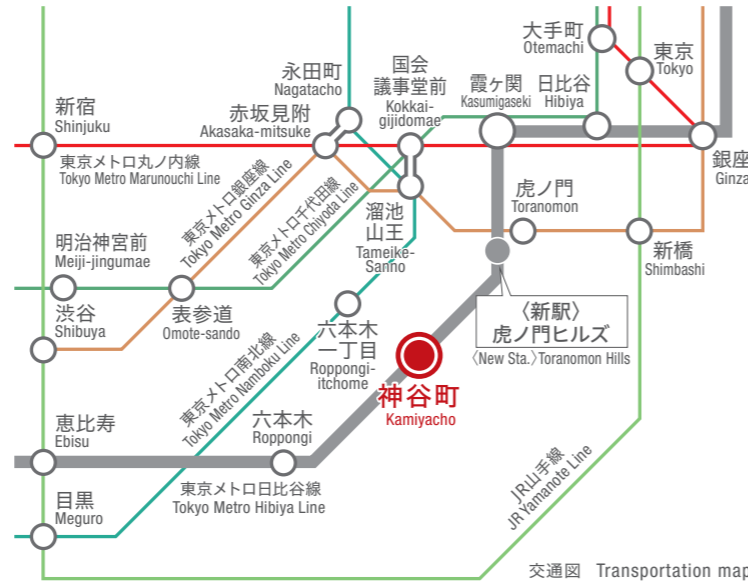 大手町
Otemachi
東京
Tokyo
永田町
Nagatacho
国会
議事堂前
Kokkai-
gijidomae
霞ヶ関
Kasumigaseki
日比谷
Hibiya
新宿
Shinjuku
赤坂見附
Akasaka-mitsuke
銀座
Ginza
東京メトロ丸ノ内線
Tokyo Metro Marunouchi Line
東京メトロ銀座線
Tokyo Metro Ginza Line
東京メトロ千代田線
Tokyo Metro Chiyoda Line
溜池
山王
Tameike-
Sanno
虎ノ門
Toranomon
新橋
Shimbashi
明治神宮前
Meiji-jingumae
表参道
Omote-sando
渋谷
Shibuya
六本木
一丁目
Roppongi-
itchome
〈新駅〉
虎ノ門ヒルズ
〈New Sta.〉Toranomon Hills
神谷町
Kamiyacho
東京メトロ南北線
Tokyo Metro Namboku Line
恵比寿
Ebisu
六本木
Roppongi
東京メトロ日比谷線
Tokyo Metro Hibiya Line
目黒
Meguro
JR山手線
JR Yamanote Line
交通図 Transportation map